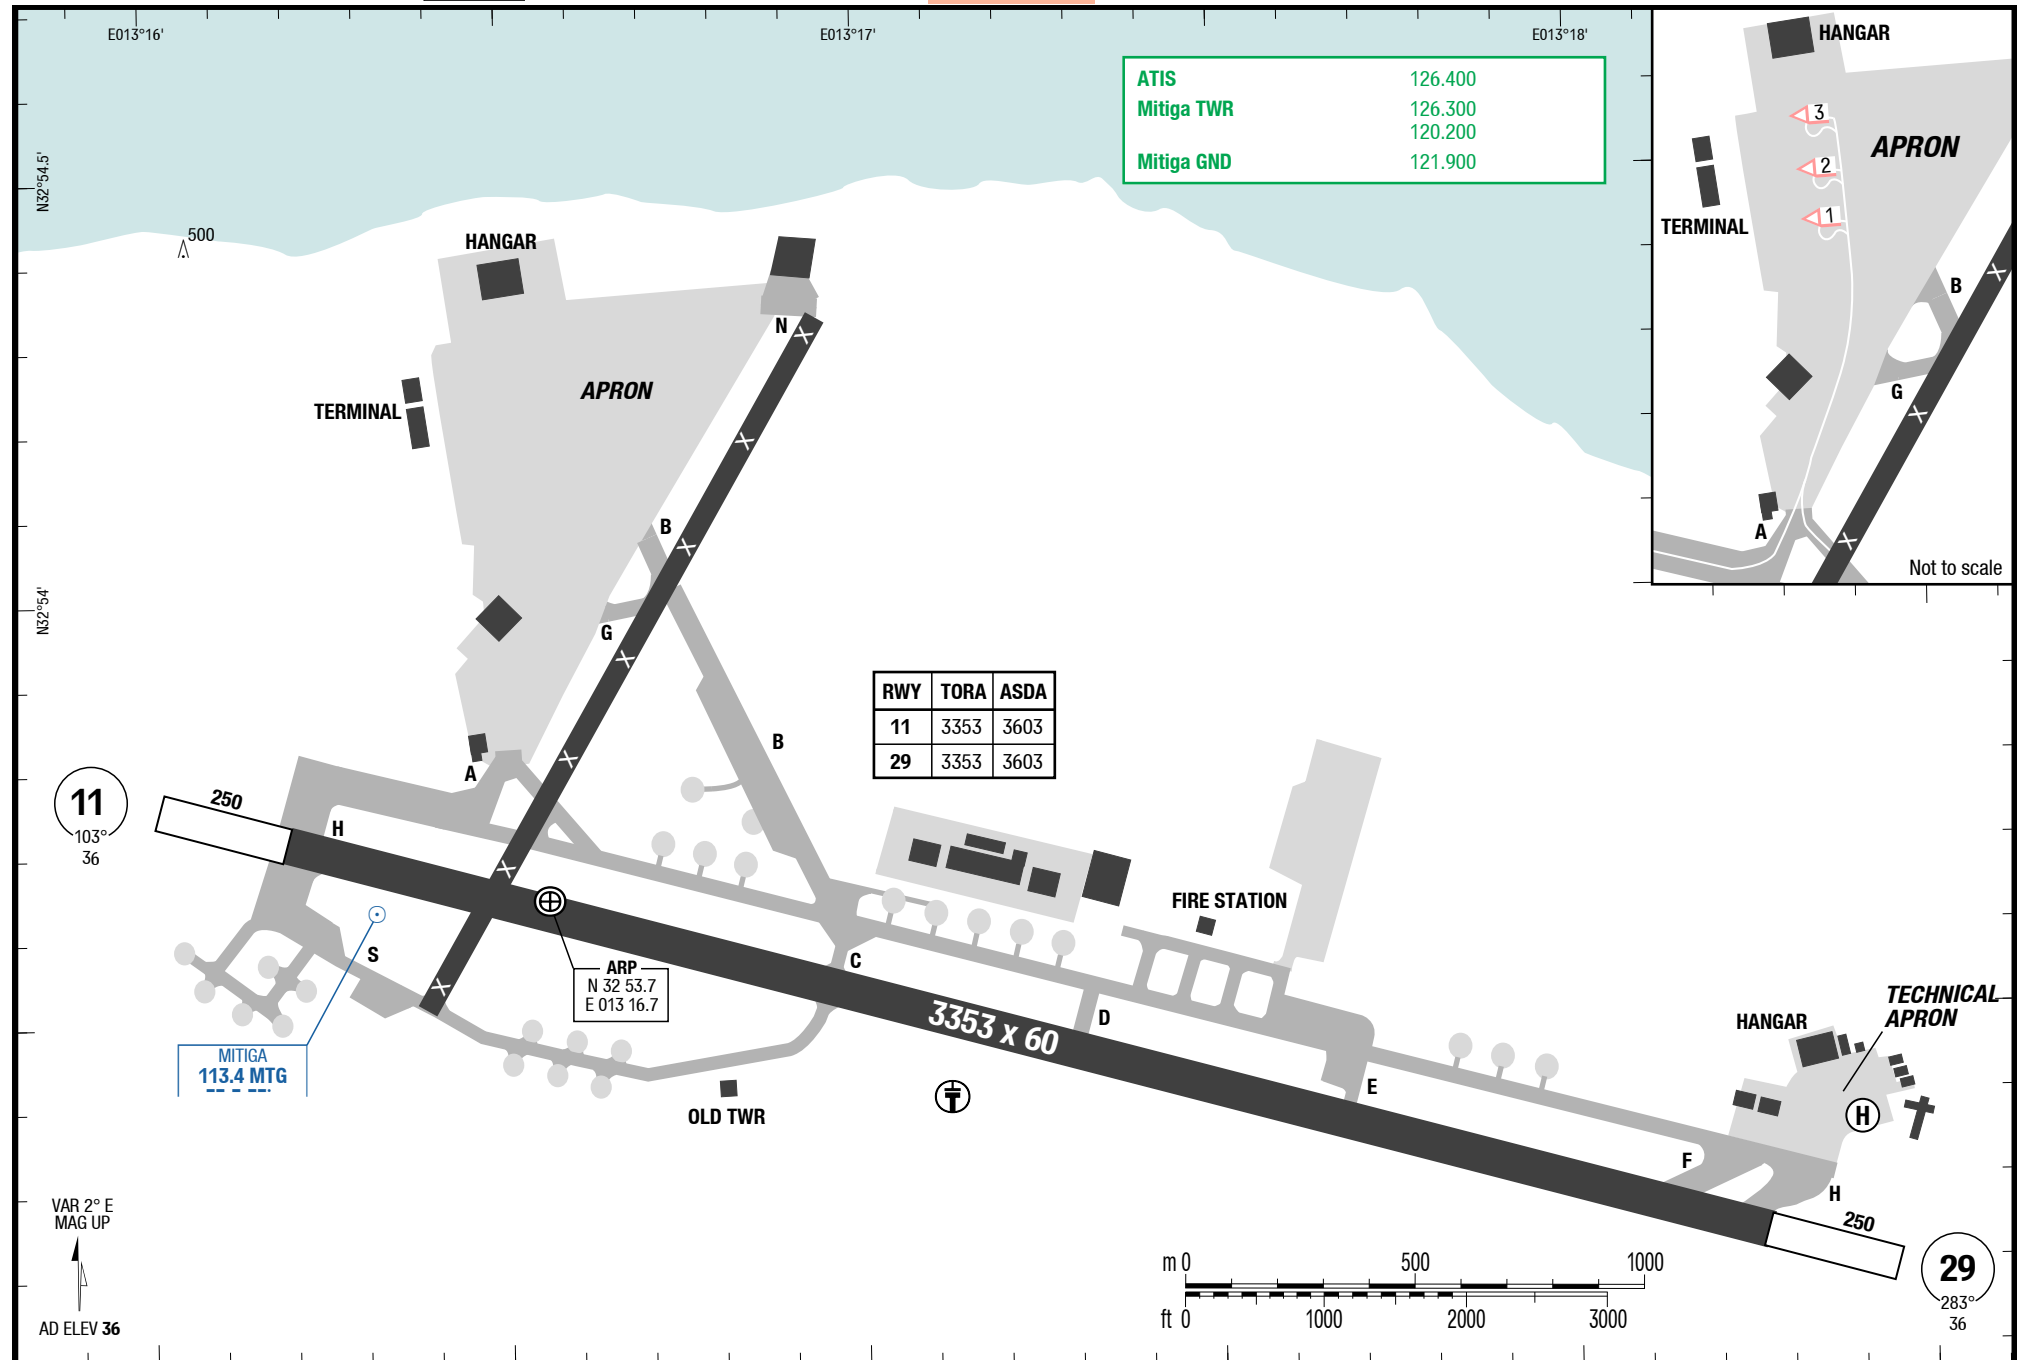 E013°16'
E013°17'
E013°18'
N32°54.5'
N32°54'
ATIS 126.400
Mitiga TWR 126.300
120.200
Mitiga GND 121.900
500
HANGAR
N
TERMINAL
APRON
B
G
B
A
H
S
C
D
E
F
H
RWY TORA ASDA
11 3353 3603
29 3353 3603
11
103°
36
250
ARP
N 32 53.7
E 013 16.7
MITIGA
113.4 MTG
3353 x 60
OLD TWR
FIRE STATION
HANGAR
TECHNICAL
APRON
H
250
29
283°
36
VAR 2° E
MAG UP
AD ELEV 36
m 0 500 1000
ft 0 1000 2000 3000
HANGAR
3
APRON
2
TERMINAL
1
B
G
A
Not to scale